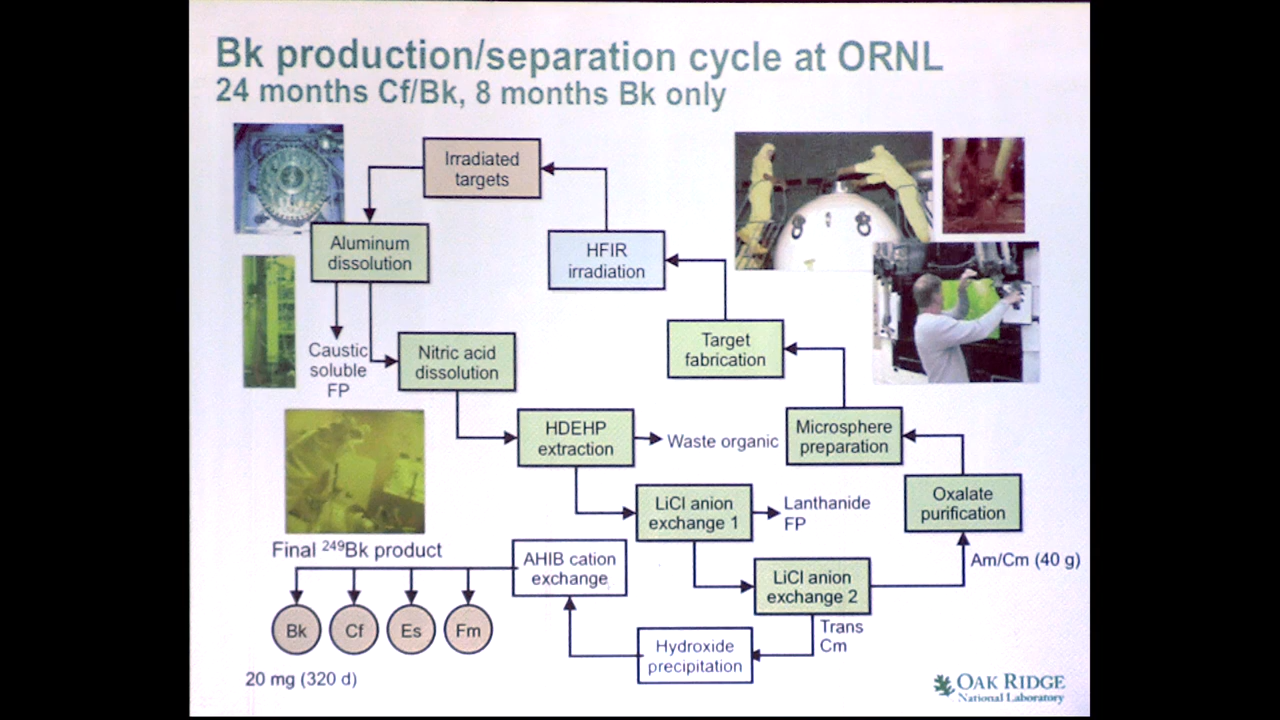 Bk production/separation cycle at ORNL
24 months Cf/Bk, 8 months Bk only
Irradiated
targets
Aluminum
dissolution
HFIR
irradiation
Caustic
soluble
FP
Nitric acid
dissolution
Target
fabrication
HDEHP
extraction
Waste organic
Microsphere
preparation
LiCl anion
exchange 1
Lanthanide
FP
Oxalate
purification
Final ²⁴⁹Bk product
AHIB cation
exchange
LiCl anion
exchange 2
Am/Cm (40 g)
Bk
Cf
Es
Fm
Trans
Cm
Hydroxide
precipitation
20 mg (320 d)
OAK RIDGE
National Laboratory